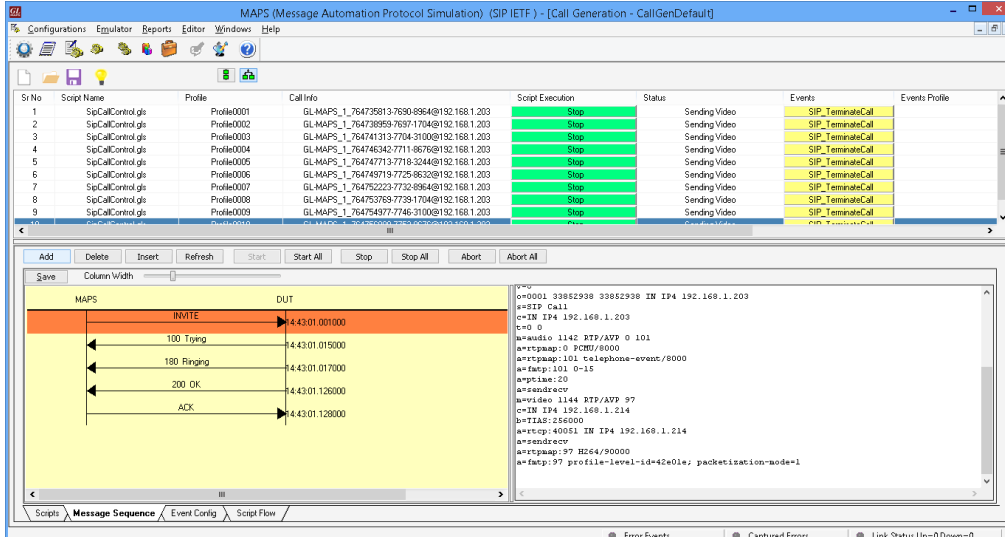 GL MAPS (Message Automation Protocol Simulation) (SIP IETF ) - [Call Generation - CallGenDefault]
Configurations Emulator Reports Editor Windows Help
Sr No Script Name Profile Call Info Script Execution Status Events Events Profile
1 SipCallControl.gls Profile0001 GL-MAPS_1_764735813-7690-8964@192.168.1.203 Stop Sending Video SIP_TerminateCall
2 SipCallControl.gls Profile0002 GL-MAPS_1_764738959-7697-1704@192.168.1.203 Stop Sending Video SIP_TerminateCall
3 SipCallControl.gls Profile0003 GL-MAPS_1_764741313-7704-3100@192.168.1.203 Stop Sending Video SIP_TerminateCall
4 SipCallControl.gls Profile0004 GL-MAPS_1_764746342-7711-8676@192.168.1.203 Stop Sending Video SIP_TerminateCall
5 SipCallControl.gls Profile0005 GL-MAPS_1_764747713-7718-3244@192.168.1.203 Stop Sending Video SIP_TerminateCall
6 SipCallControl.gls Profile0006 GL-MAPS_1_764749719-7725-8632@192.168.1.203 Stop Sending Video SIP_TerminateCall
7 SipCallControl.gls Profile0007 GL-MAPS_1_764752223-7732-8964@192.168.1.203 Stop Sending Video SIP_TerminateCall
8 SipCallControl.gls Profile0008 GL-MAPS_1_764753769-7739-1704@192.168.1.203 Stop Sending Video SIP_TerminateCall
9 SipCallControl.gls Profile0009 GL-MAPS_1_764754977-7746-3100@192.168.1.203 Stop Sending Video SIP_TerminateCall
Add Delete Insert Refresh Start Start All Stop Stop All Abort Abort All
Save Column Width
MAPS DUT
INVITE 14:43:01.001000
100 Trying 14:43:01.015000
180 Ringing 14:43:01.017000
200 OK 14:43:01.126000
ACK 14:43:01.128000
v=0
o=0001 33852938 33852938 IN IP4 192.168.1.203
s=SIP Call
c=IN IP4 192.168.1.203
t=0 0
m=audio 1142 RTP/AVP 0 101
a=rtpmap:0 PCMU/8000
a=rtpmap:101 telephone-event/8000
a=fmtp:101 0-15
a=ptime:20
a=sendrecv
m=video 1144 RTP/AVP 97
c=IN IP4 192.168.1.214
b=TIAS:256000
a=rtcp:40051 IN IP4 192.168.1.214
a=sendrecv
a=rtpmap:97 H264/90000
a=fmtp:97 profile-level-id=42e01e; packetization-mode=1
Scripts Message Sequence Event Config Script Flow
Error Events Captured Errors Link Status Up=0 Down=0